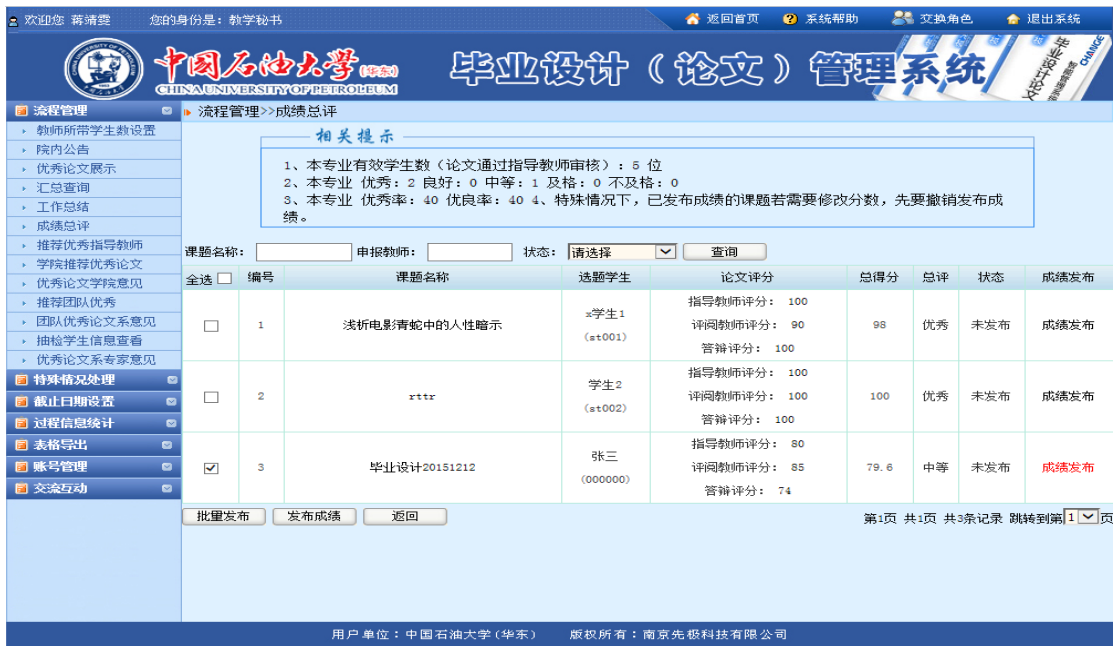 欢迎您 蒋靖雯 您的身份是：教学秘书 返回首页 系统帮助 交换角色 退出系统
中国石油大学(华东)
CHINA UNIVERSITY OF PETROLEUM
毕业设计（论文）管理系统
流程管理
流程管理>>成绩总评
教师所带学生数设置
院内公告
优秀论文展示
汇总查询
工作总结
成绩总评
推荐优秀指导教师
学院推荐优秀论文
优秀论文学院意见
推荐团队优秀
团队优秀论文系意见
抽检学生信息查看
优秀论文系专家意见
特殊情况处理
截止日期设置
过程信息统计
表格导出
账号管理
交流互动
相关提示
1、本专业有效学生数（论文通过指导教师审核）：5 位
2、本专业 优秀：2 良好：0 中等：1 及格：0 不及格：0
3、本专业 优秀率：40 优良率：40 4、特殊情况下，已发布成绩的课题若需要修改分数，先要撤销发布成
绩。
课题名称： 申报教师： 状态： 请选择 查询
全选 编号 课题名称 选题学生 论文评分 总得分 总评 状态 成绩发布
1 浅析电影青蛇中的人性暗示 x学生1 (st001) 指导教师评分： 100 评阅教师评分： 90 答辩评分： 100 98 优秀 未发布 成绩发布
2 rttr 学生2 (st002) 指导教师评分： 100 评阅教师评分： 100 答辩评分： 100 100 优秀 未发布 成绩发布
3 毕业设计20151212 张三 (000000) 指导教师评分： 80 评阅教师评分： 85 答辩评分： 74 79.6 中等 未发布 成绩发布
批量发布 发布成绩 返回 第1页 共1页 共3条记录 跳转到第 1 页
用户单位：中国石油大学(华东) 版权所有：南京先极科技有限公司